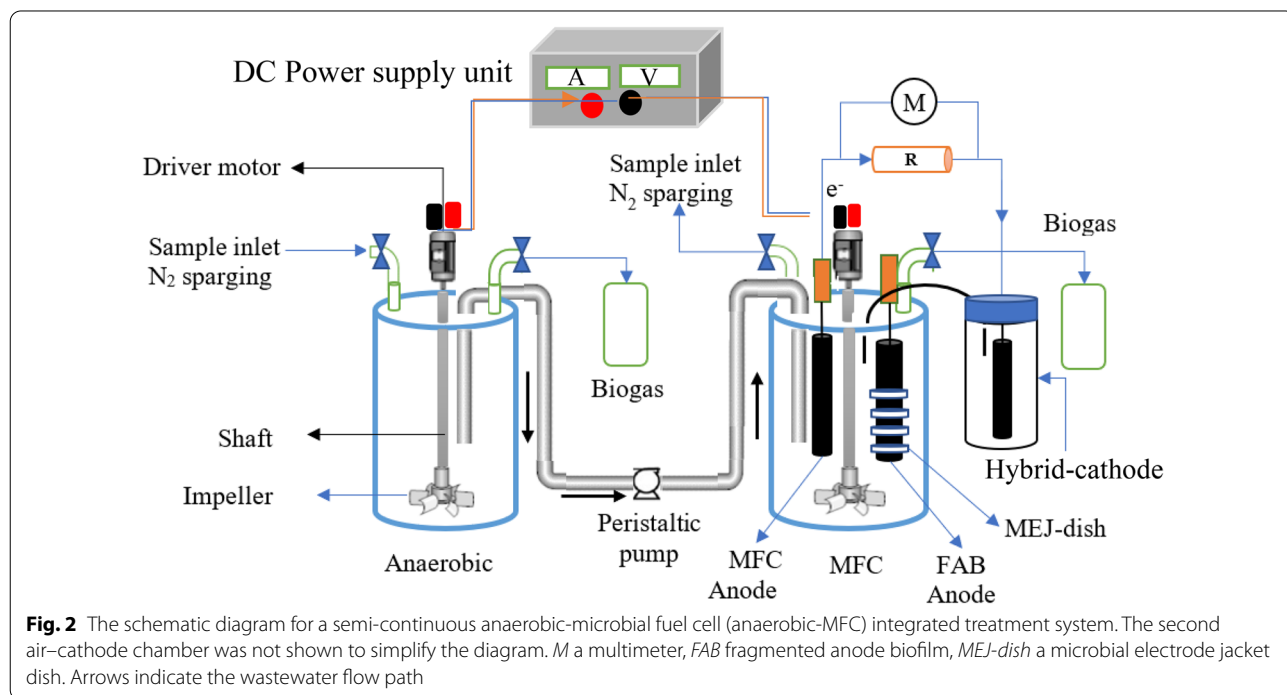 DC Power supply unit
A
V
M
R
e-
Driver motor
Sample inlet
N2 sparging
Sample inlet
N2 sparging
Biogas
Biogas
Shaft
Impeller
Anaerobic
Peristaltic
pump
MFC
Anode
MFC
FAB
Anode
MEJ-dish
Hybrid-cathode
Fig. 2 The schematic diagram for a semi-continuous anaerobic-microbial fuel cell (anaerobic-MFC) integrated treatment system. The second
air–cathode chamber was not shown to simplify the diagram. M a multimeter, FAB fragmented anode biofilm, MEJ-dish a microbial electrode jacket
dish. Arrows indicate the wastewater flow path